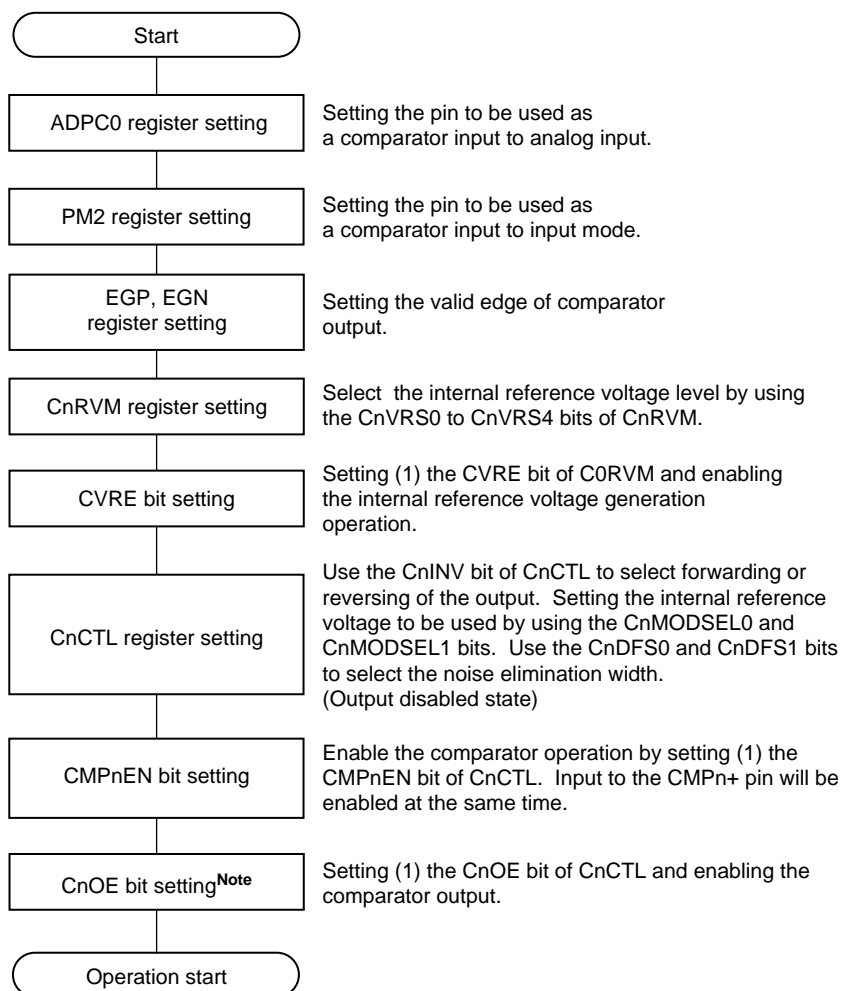 Start
ADPC0 register setting
Setting the pin to be used as
a comparator input to analog input.
PM2 register setting
Setting the pin to be used as
a comparator input to input mode.
EGP, EGN
register setting
Setting the valid edge of comparator
output.
CnRVM register setting
Select the internal reference voltage level by using
the CnVRS0 to CnVRS4 bits of CnRVM.
CVRE bit setting
Setting (1) the CVRE bit of C0RVM and enabling
the internal reference voltage generation
operation.
CnCTL register setting
Use the CnINV bit of CnCTL to select forwarding or
reversing of the output. Setting the internal reference
voltage to be used by using the CnMODSEL0 and
CnMODSEL1 bits. Use the CnDFS0 and CnDFS1 bits
to select the noise elimination width.
(Output disabled state)
CMPnEN bit setting
Enable the comparator operation by setting (1) the
CMPnEN bit of CnCTL. Input to the CMPn+ pin will be
enabled at the same time.
CnOE bit setting Note
Setting (1) the CnOE bit of CnCTL and enabling the
comparator output.
Operation start